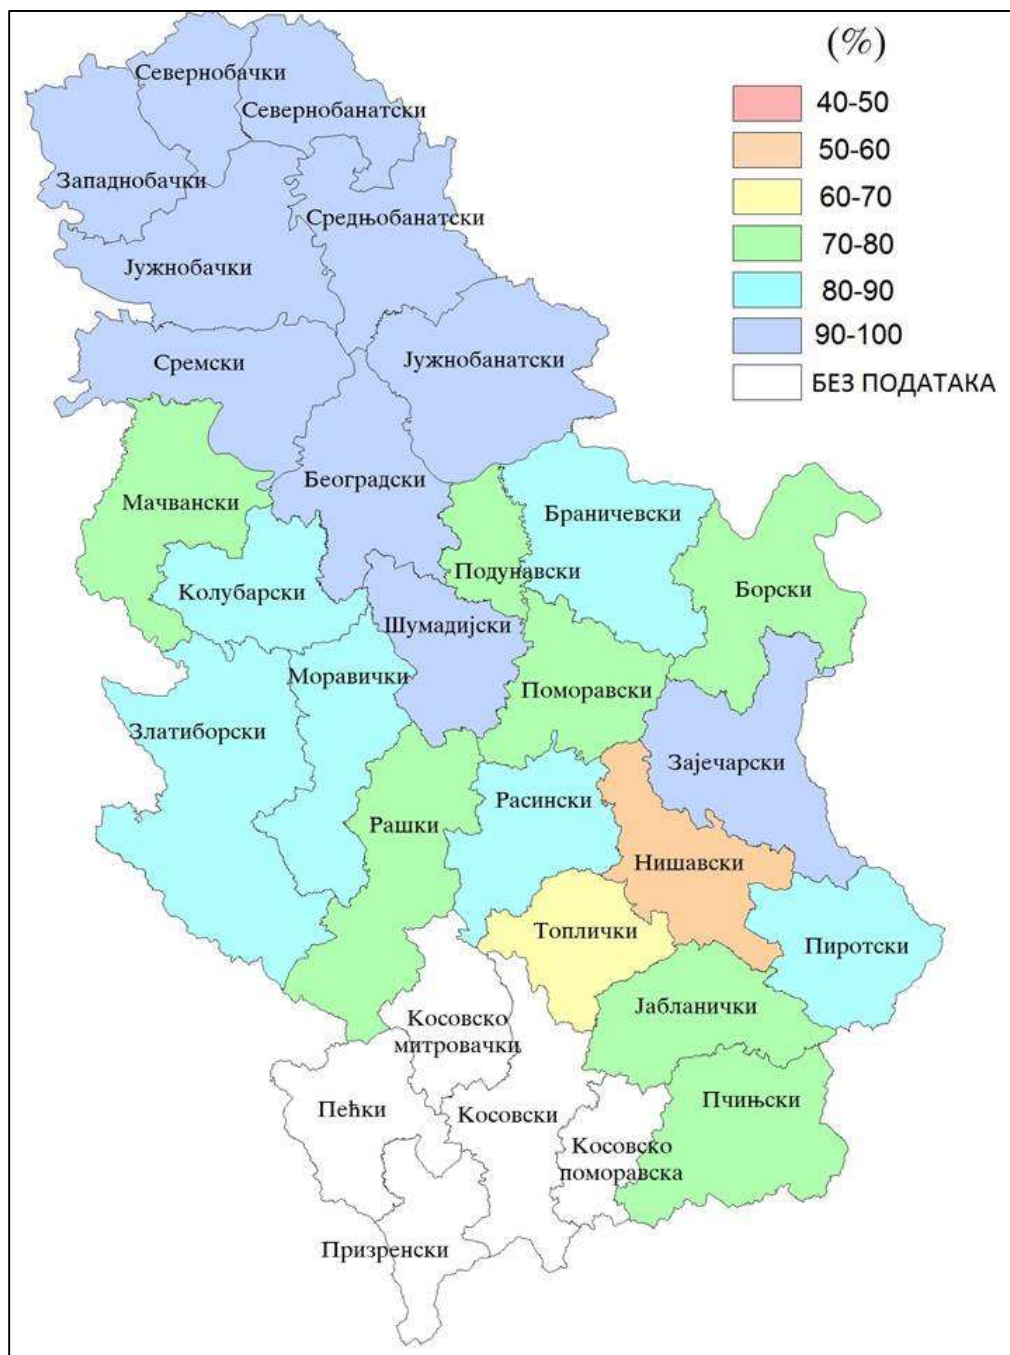 (%)
40-50
50-60
60-70
70-80
80-90
90-100
БЕЗ ПОДАТАКА
Севернобачки
Севернобанатски
Западнобачки
Средњобанатски
Јужнобачки
Сремски
Јужнобанатски
Београдски
Мачвански
Браничевски
Подунавски
Колубарски
Борски
Шумадијски
Моравички
Поморавски
Златиборски
Зајечарски
Расински
Рашки
Нишавски
Топлички
Пиротски
Јабланички
Косовско
митровачки
Пчињски
Пећки
Косовски
Косовско
поморавска
Призренски